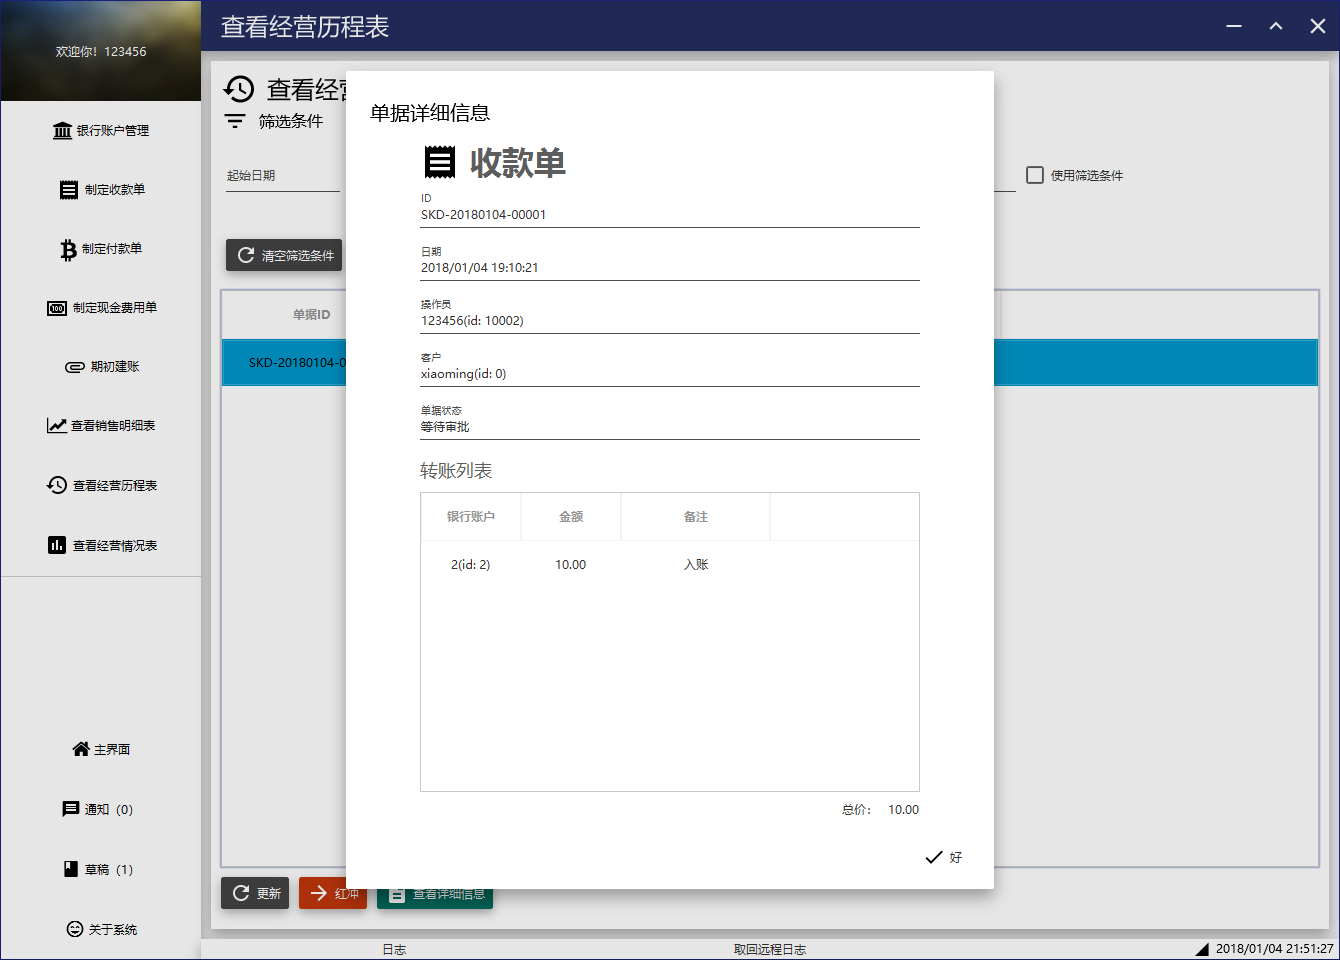 查看经营历程表
欢迎你！123456
银行账户管理
制定收款单
制定付款单
制定现金费用单
期初建账
查看销售明细表
查看经营历程表
查看经营情况表
主界面
通知（0）
草稿（1）
关于系统
查看经营
筛选条件
起始日期
使用筛选条件
清空筛选条件
单据ID
SKD-20180104-0
单据详细信息
收款单
ID
SKD-20180104-00001
日期
2018/01/04 19:10:21
操作员
123456(id: 10002)
客户
xiaoming(id: 0)
单据状态
等待审批
转账列表
银行账户 金额 备注
2(id: 2) 10.00 入账
总价： 10.00
好
更新
红冲
查看详细信息
日志 取回远程日志 2018/01/04 21:51:27